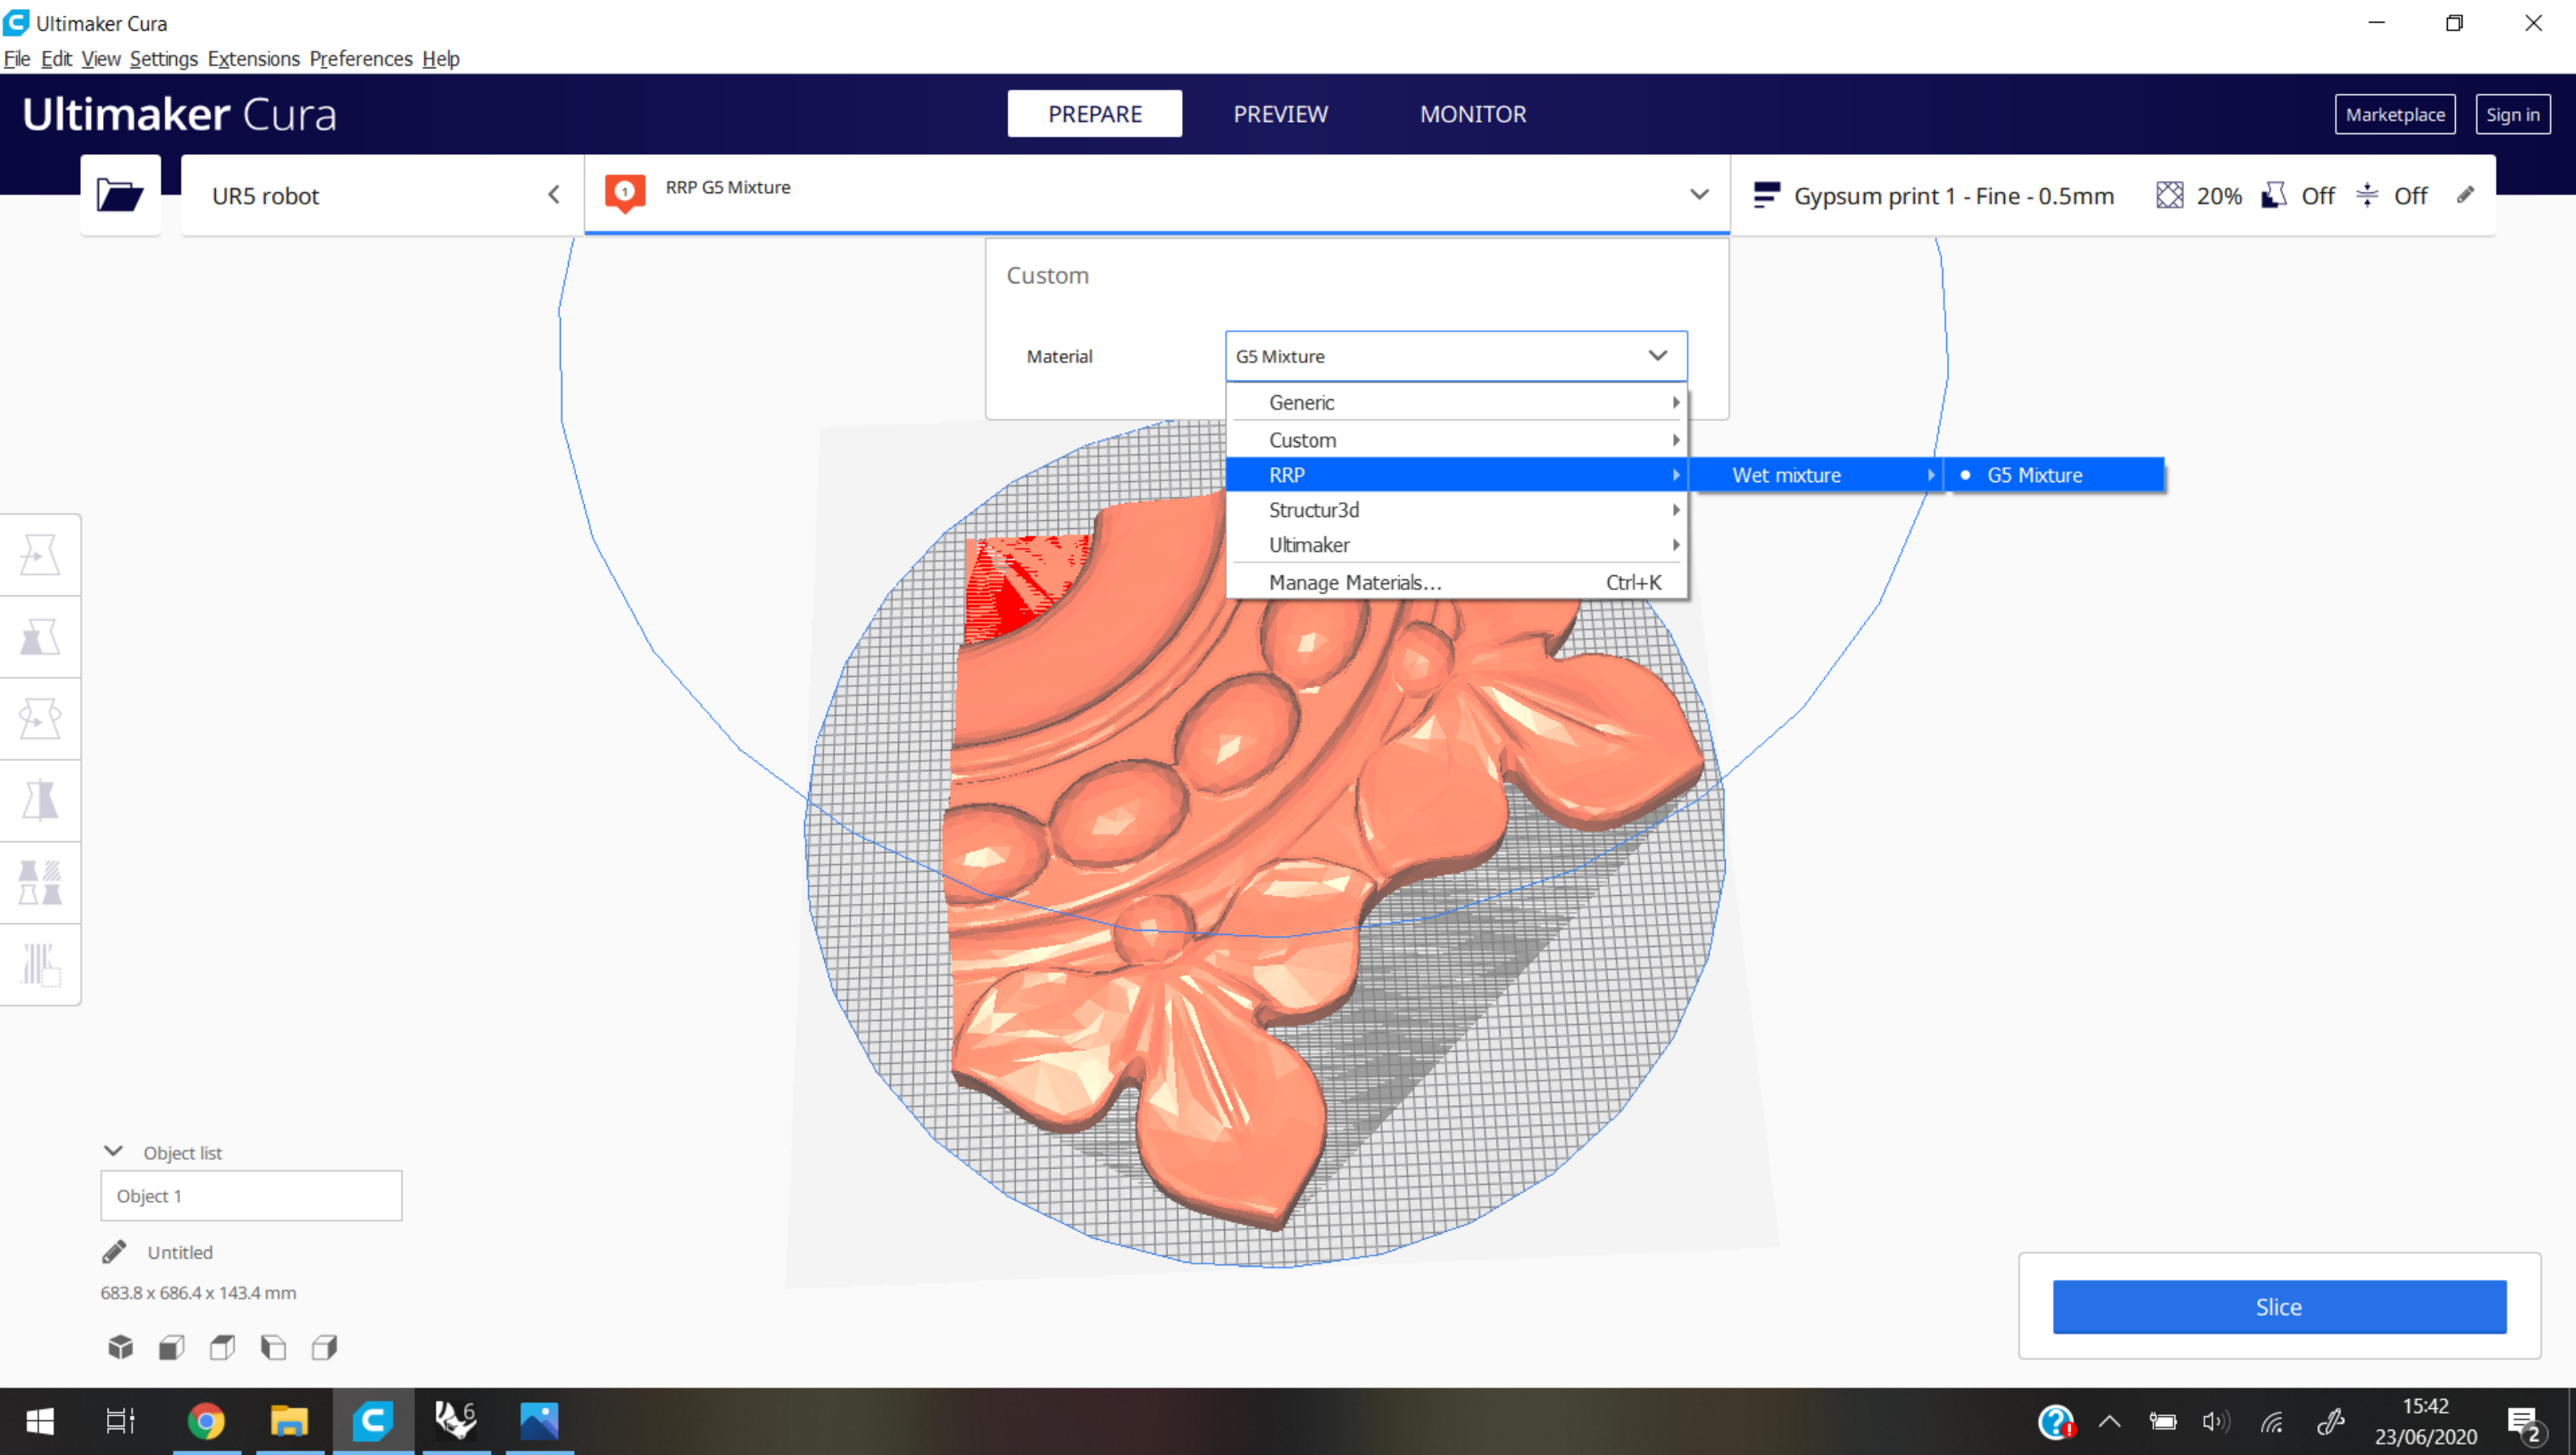 Ultimaker Cura
File Edit View Settings Extensions Preferences Help
Ultimaker Cura
PREPARE PREVIEW MONITOR
Marketplace Sign in
UR5 robot
1 RRP G5 Mixture
Gypsum print 1 - Fine - 0.5mm 20% Off Off
Custom
Material G5 Mixture
Generic
Custom
RRP Wet mixture G5 Mixture
Structur3d
Ultimaker
Manage Materials... Ctrl+K
Object list
Object 1
Untitled
683.8 x 686.4 x 143.4 mm
Slice
6
15:42
23/06/2020
2